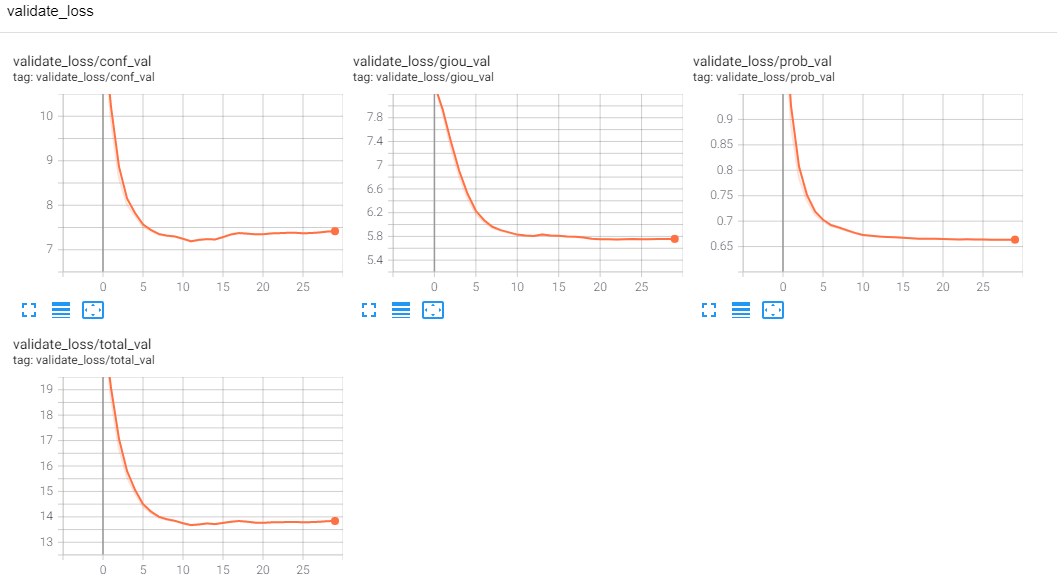 validate_loss
validate_loss/conf_val
tag: validate_loss/conf_val
10
9
8
7
0 5 10 15 20 25
validate_loss/giou_val
tag: validate_loss/giou_val
7.8
7.4
7
6.6
6.2
5.8
5.4
0 5 10 15 20 25
validate_loss/prob_val
tag: validate_loss/prob_val
0.9
0.85
0.8
0.75
0.7
0.65
0 5 10 15 20 25
validate_loss/total_val
tag: validate_loss/total_val
19
18
17
16
15
14
13
0 5 10 15 20 25